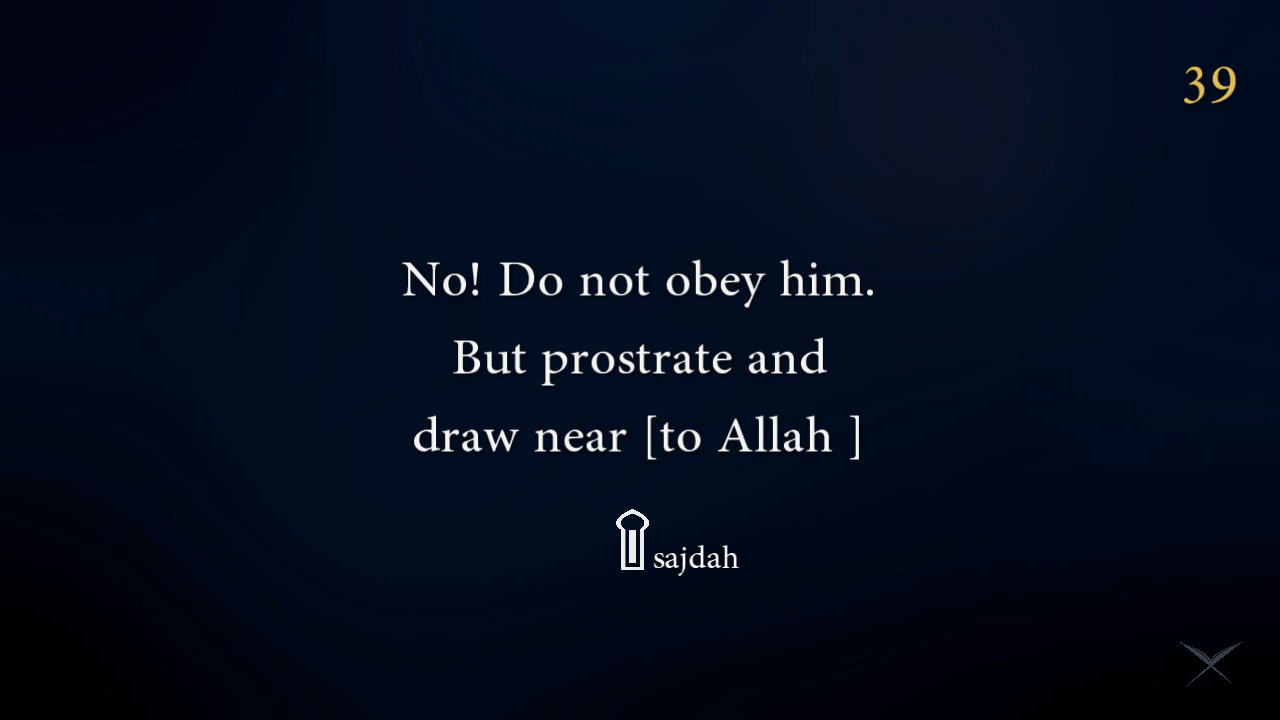 39
No! Do not obey him.
But prostrate and
draw near [to Allah ]
sajdah